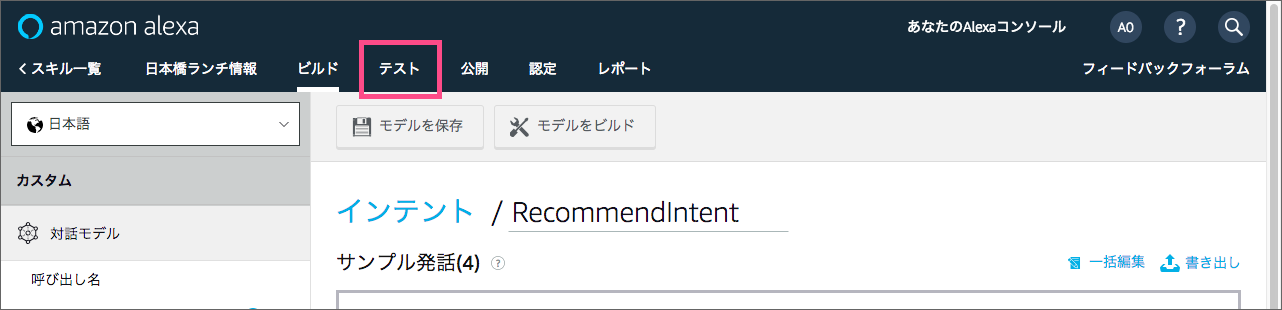 amazon alexa
あなたのAlexaコンソール
AO
?
スキル一覧
日本橋ランチ情報
ビルド
テスト
公開
認定
レポート
フィードバックフォーラム
日本語
モデルを保存
モデルをビルド
カスタム
インテント / RecommendIntent
対話モデル
サンプル発話(4) ?
一括編集
書き出し
呼び出し名